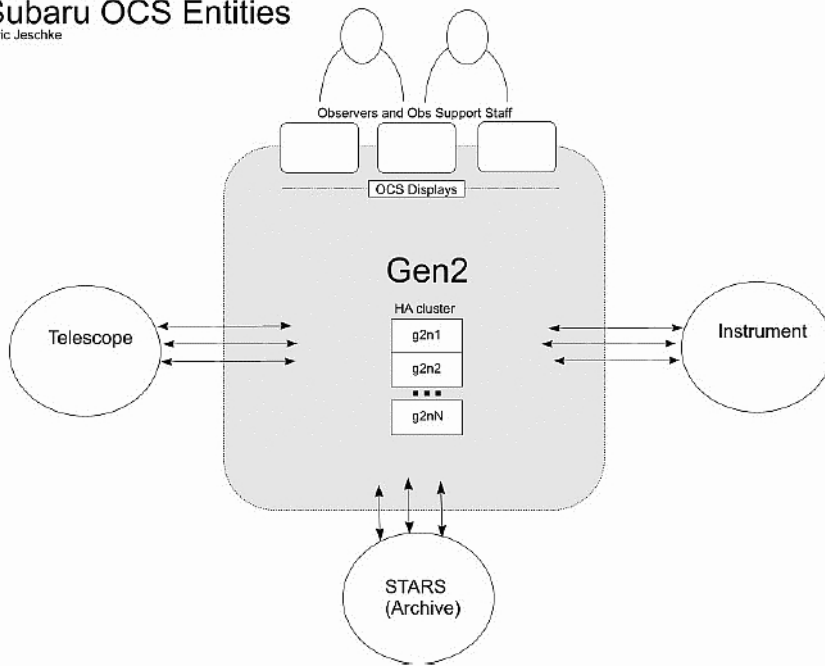 Subaru OCS Entities
ric Jeschke
Observers and Obs Support Staff
OCS Displays
Gen2
HA cluster
g2n1
g2n2
g2nN
Telescope
Instrument
STARS
(Archive)